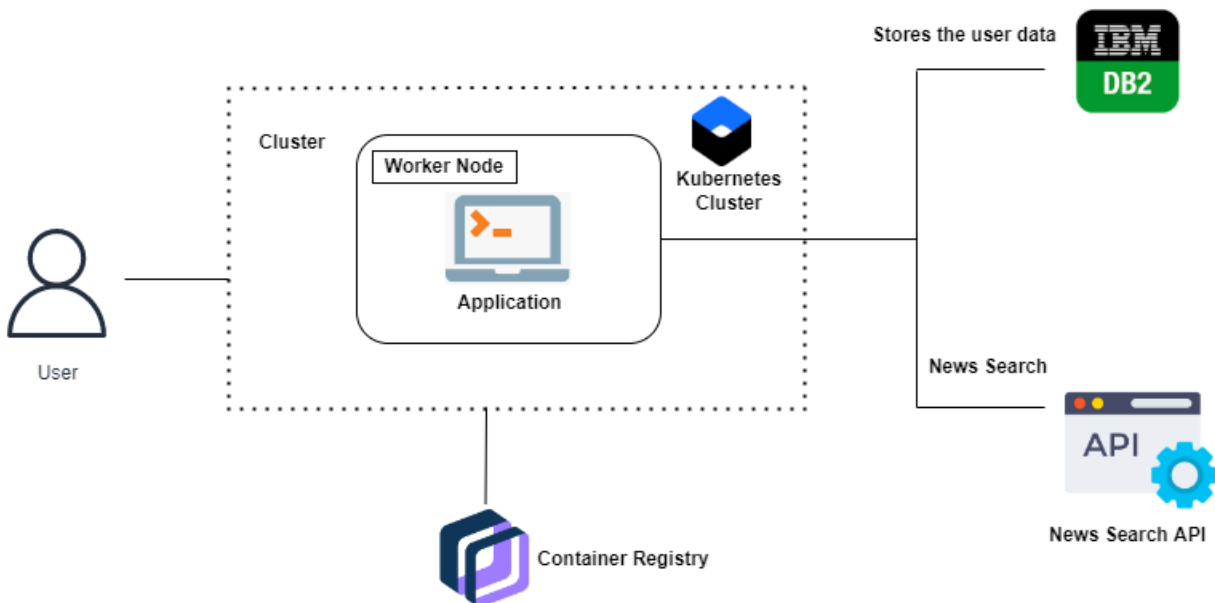 Stores the user data
IBM
DB2
Cluster
Worker Node
Kubernetes
Cluster
Application
User
News Search
API
News Search API
Container Registry